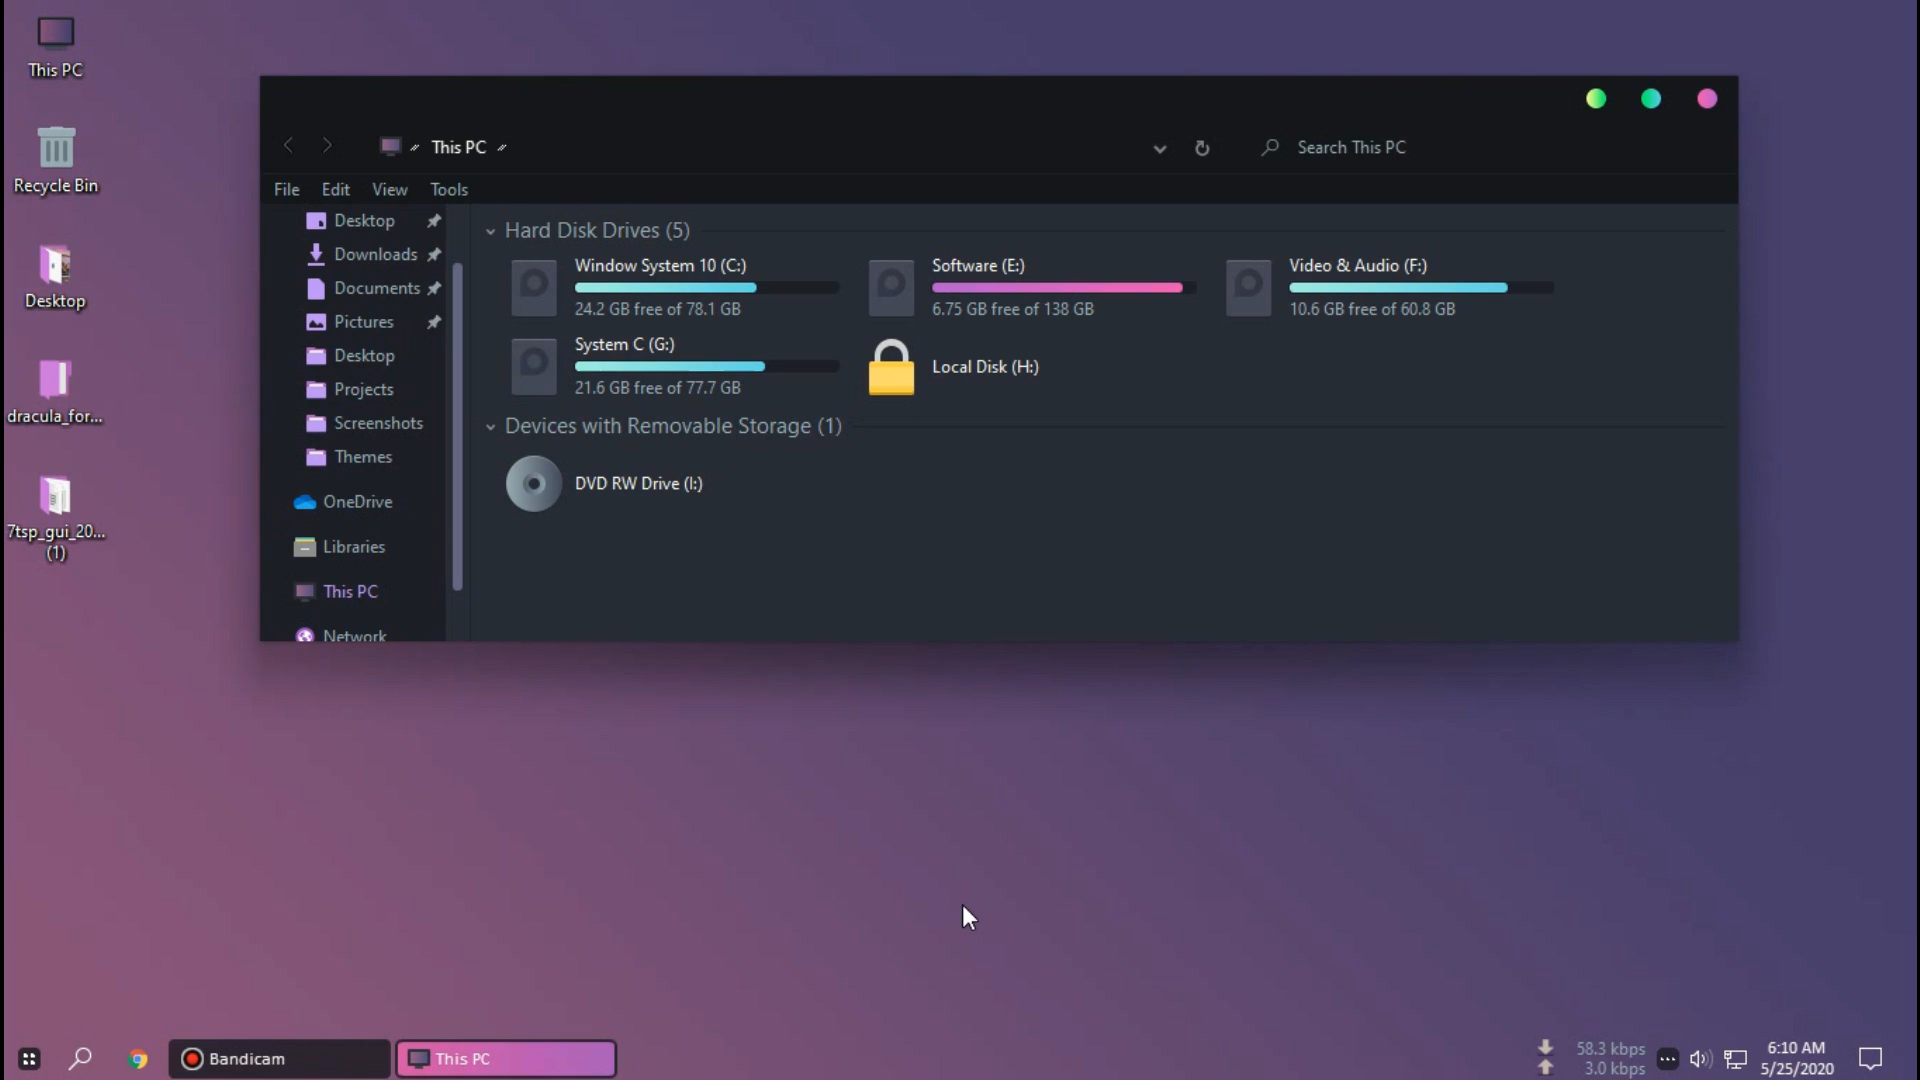 This PC
Recycle Bin
Desktop
dracula_for...
7tsp_gui_20...
(1)
This PC
Search This PC
File Edit View Tools
Desktop
Downloads
Documents
Pictures
Desktop
Projects
Screenshots
Themes
OneDrive
Libraries
This PC
Network
Hard Disk Drives (5)
Window System 10 (C:)
24.2 GB free of 78.1 GB
Software (E:)
6.75 GB free of 138 GB
Video & Audio (F:)
10.6 GB free of 60.8 GB
System C (G:)
21.6 GB free of 77.7 GB
Local Disk (H:)
Devices with Removable Storage (1)
DVD RW Drive (I:)
Bandicam
This PC
58.3 kbps
3.0 kbps
6:10 AM
5/25/2020